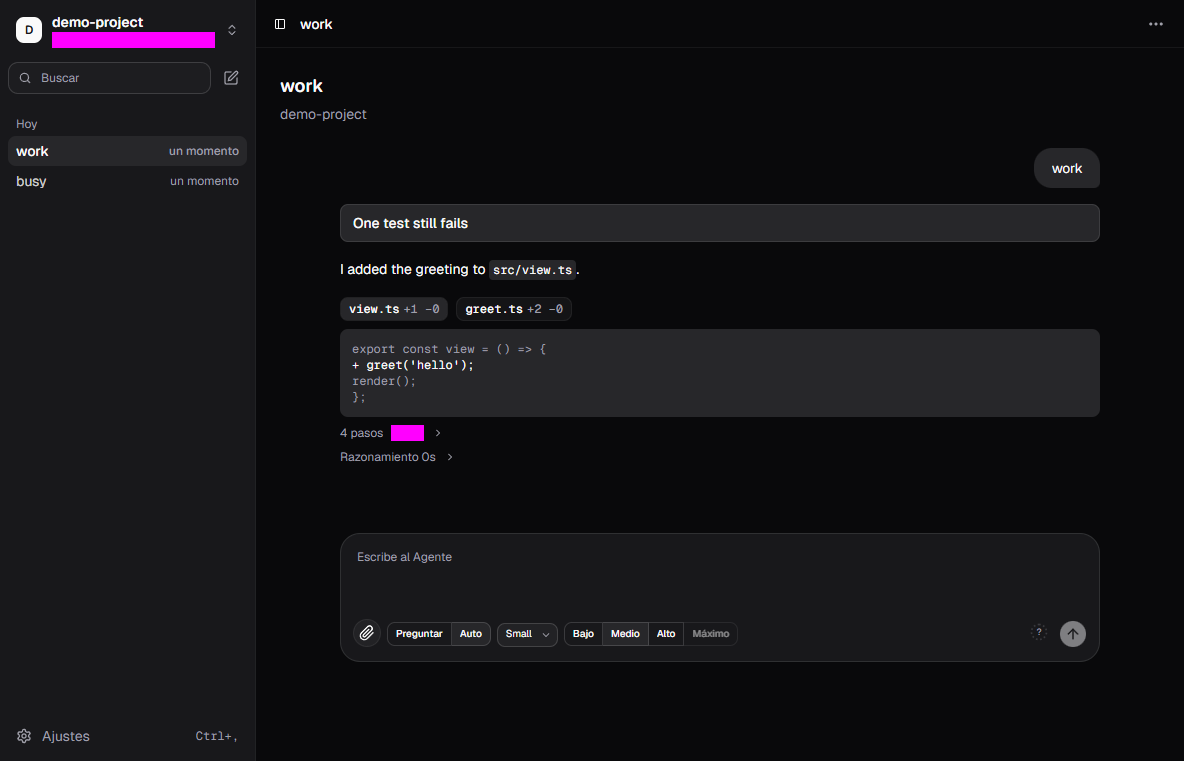 D
demo-project
Buscar
Hoy
work un momento
busy un momento
Ajustes Ctrl+,
work
work
demo-project
work
One test still fails
I added the greeting to src/view.ts.
view.ts +1 −0 greet.ts +2 −0
export const view = () => {
+ greet('hello');
render();
};
4 pasos
Razonamiento 0s
Escribe al Agente
Preguntar Auto Small Bajo Medio Alto Máximo ?